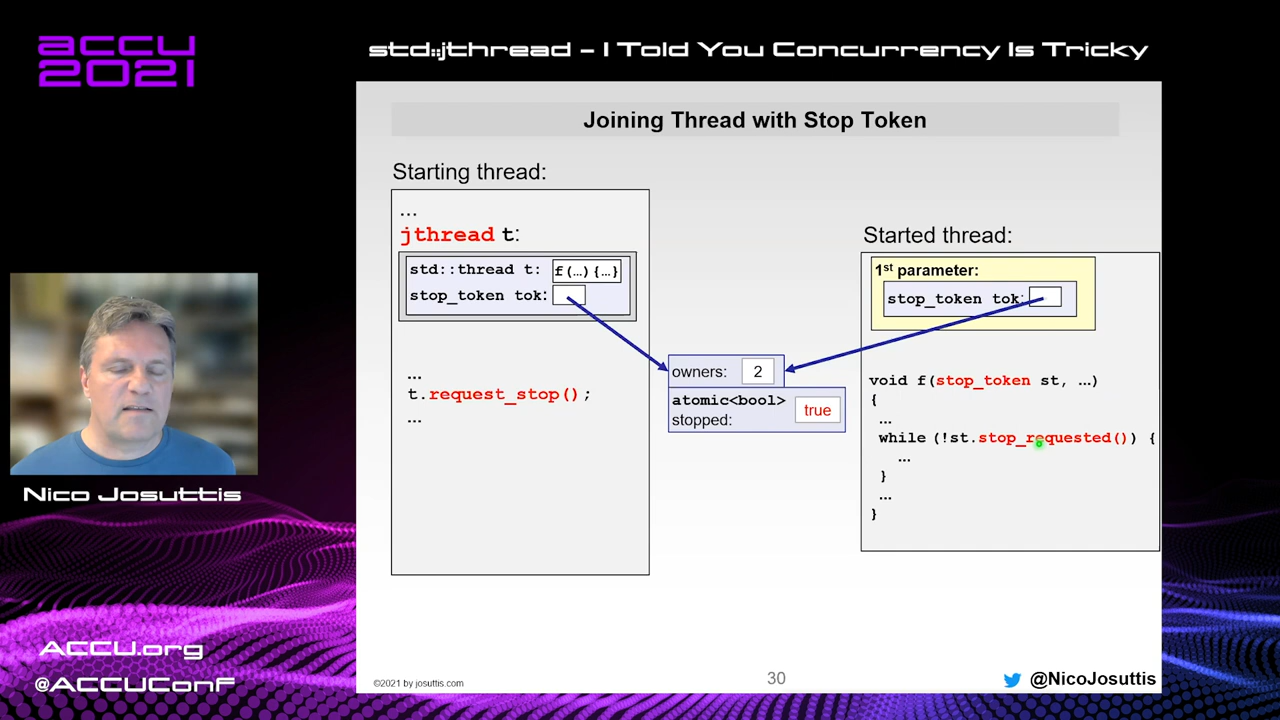 accu
2021
std::jthread – I Told You Concurrency Is Tricky
Joining Thread with Stop Token
Starting thread:
...
jthread t:
std::thread t: f(…){…}
stop_token tok:
...
t.request_stop();
...
owners: 2
atomic<bool>
stopped: true
Started thread:
1st parameter:
stop_token tok:
void f(stop_token st, …)
{
...
while (!st.stop_requested()) {
...
}
...
}
Nico Josuttis
ACCU.org
@ACCUConf
©2021 by josuttis.com
30
@NicoJosuttis